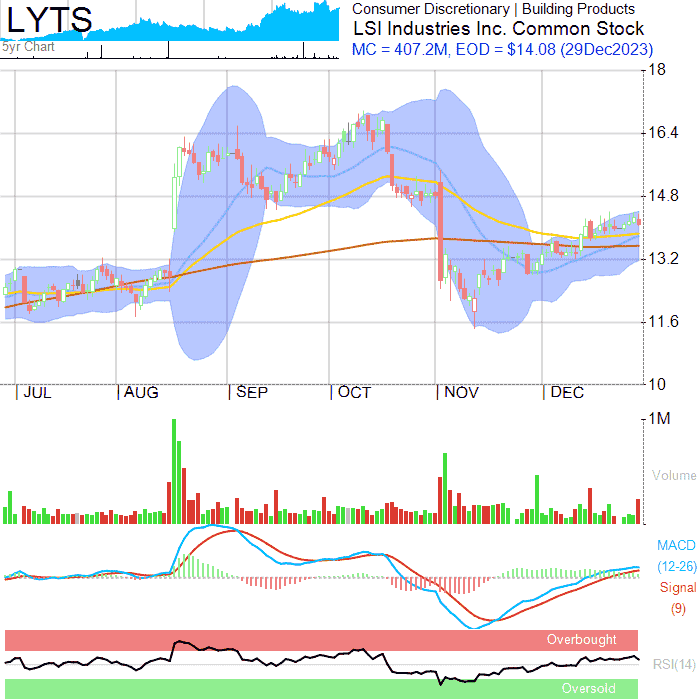 LYTS
5yr Chart
Consumer Discretionary | Building Products
LSI Industries Inc. Common Stock
MC = 407.2M, EOD = $14.08 (29Dec2023)
18
16.4
14.8
13.2
11.6
10
| JUL | AUG | SEP | OCT | NOV | DEC
1M
Volume
MACD
(12-26)
Signal
(9)
Overbought
RSI(14)
Oversold